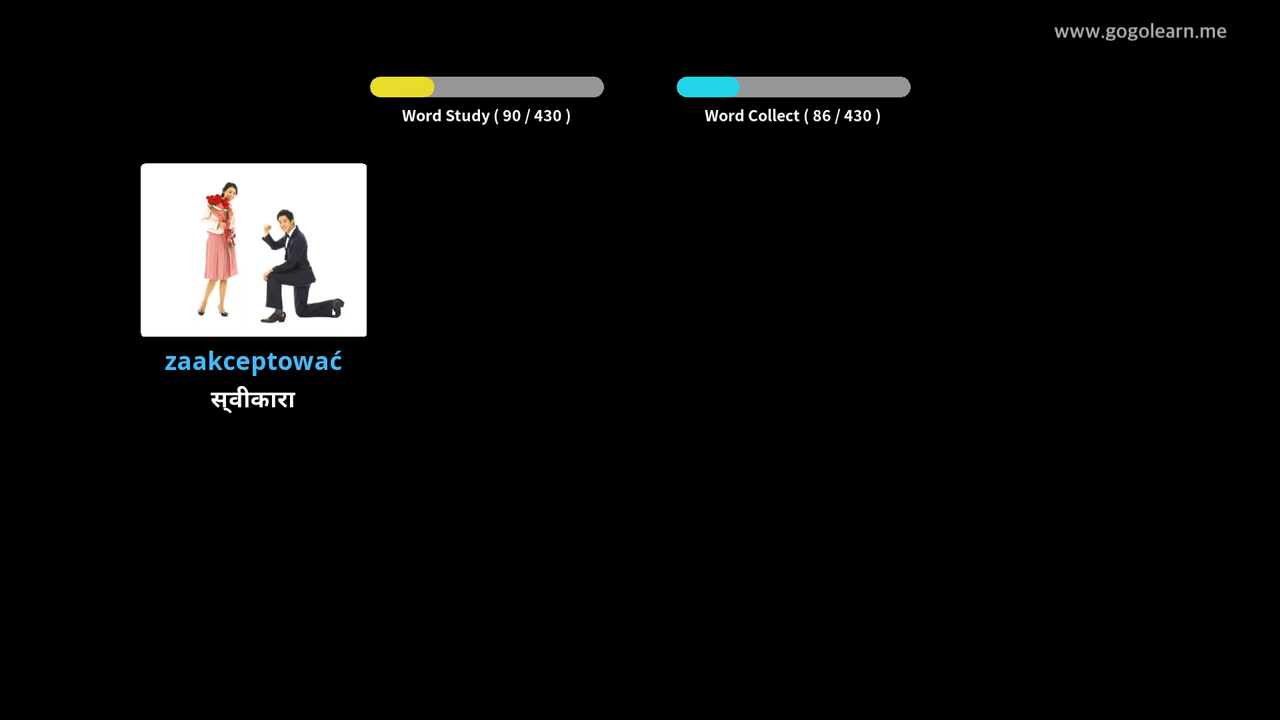 www.gogolearn.me
Word Study ( 90 / 430 )
Word Collect ( 86 / 430 )
zaakceptować
स्वीकारा